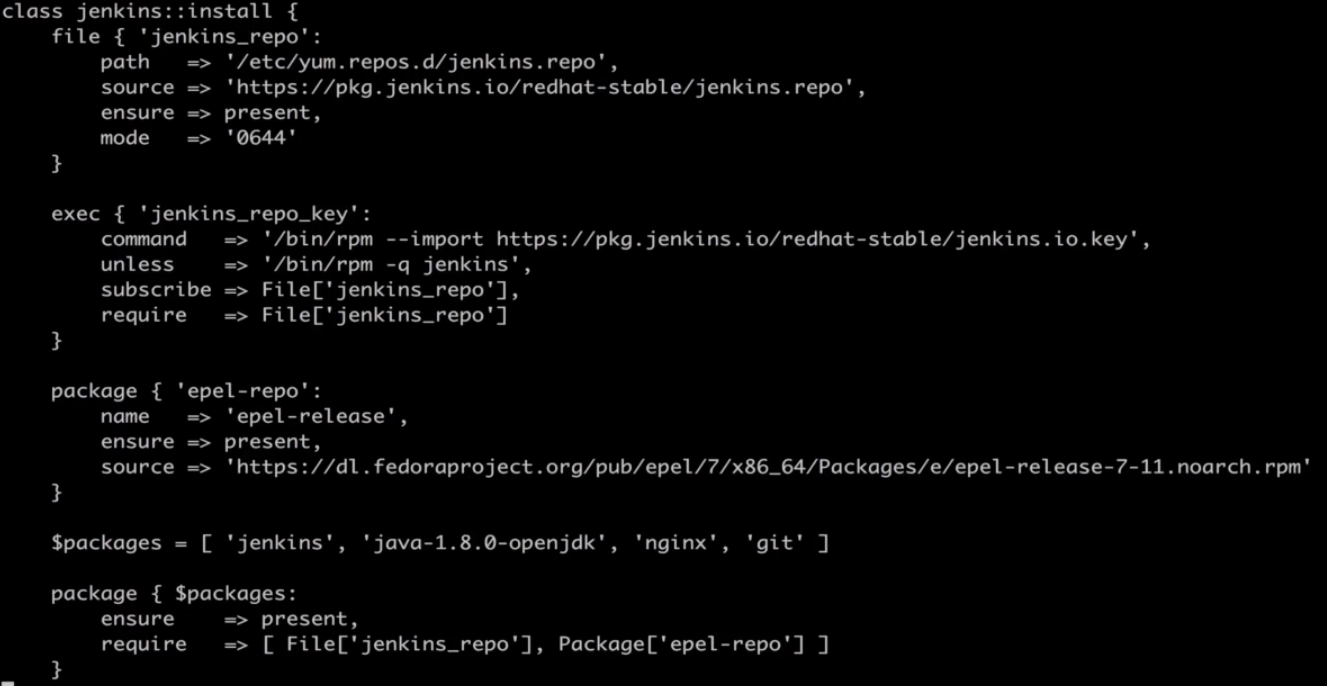 class jenkins::install {
    file { 'jenkins_repo':
        path   => '/etc/yum.repos.d/jenkins.repo',
        source => 'https://pkg.jenkins.io/redhat-stable/jenkins.repo',
        ensure => present,
        mode   => '0644'
    }

    exec { 'jenkins_repo_key':
        command   => '/bin/rpm --import https://pkg.jenkins.io/redhat-stable/jenkins.io.key',
        unless    => '/bin/rpm -q jenkins',
        subscribe => File['jenkins_repo'],
        require   => File['jenkins_repo']
    }

    package { 'epel-repo':
        name   => 'epel-release',
        ensure => present,
        source => 'https://dl.fedoraproject.org/pub/epel/7/x86_64/Packages/e/epel-release-7-11.noarch.rpm'
    }

    $packages = [ 'jenkins', 'java-1.8.0-openjdk', 'nginx', 'git' ]

    package { $packages:
        ensure    => present,
        require   => [ File['jenkins_repo'], Package['epel-repo'] ]
    }